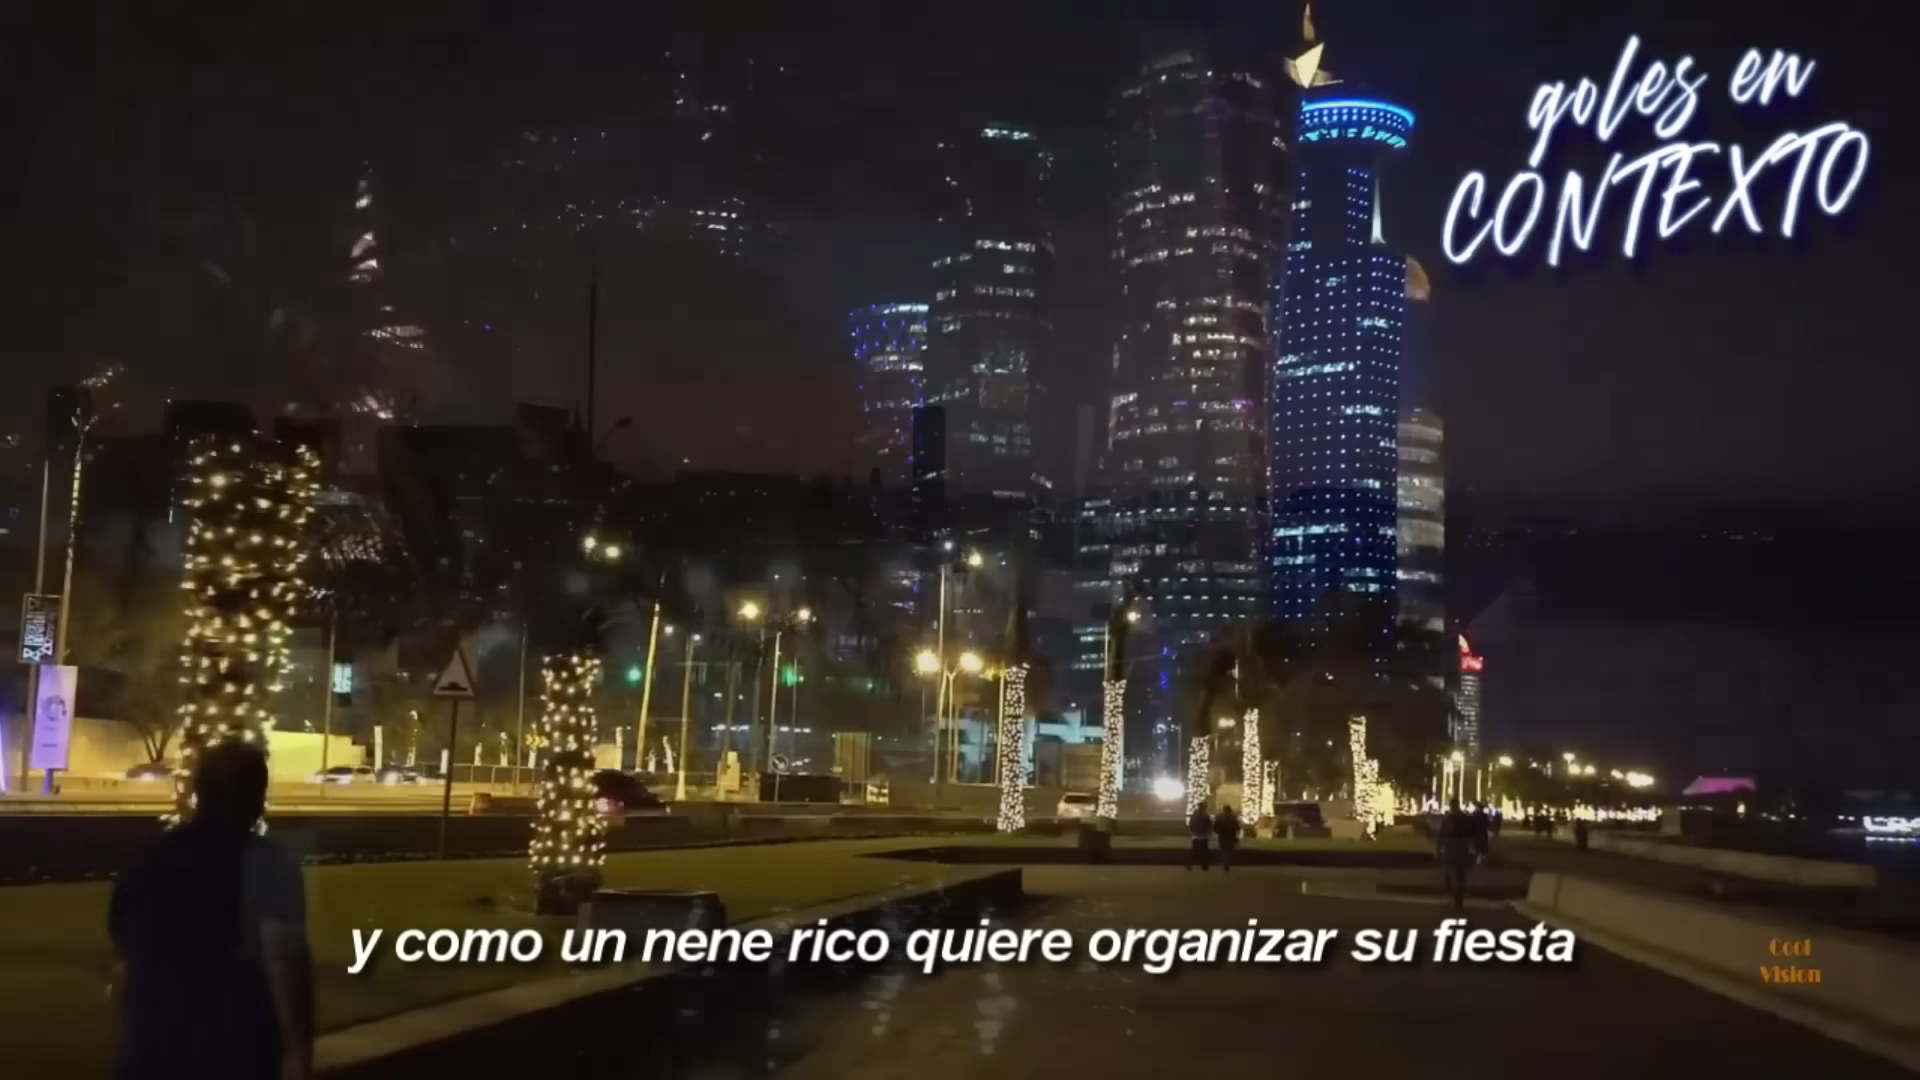 goles en
CONTEXTO
y como un nene rico quiere organizar su fiesta
Cool
Vision